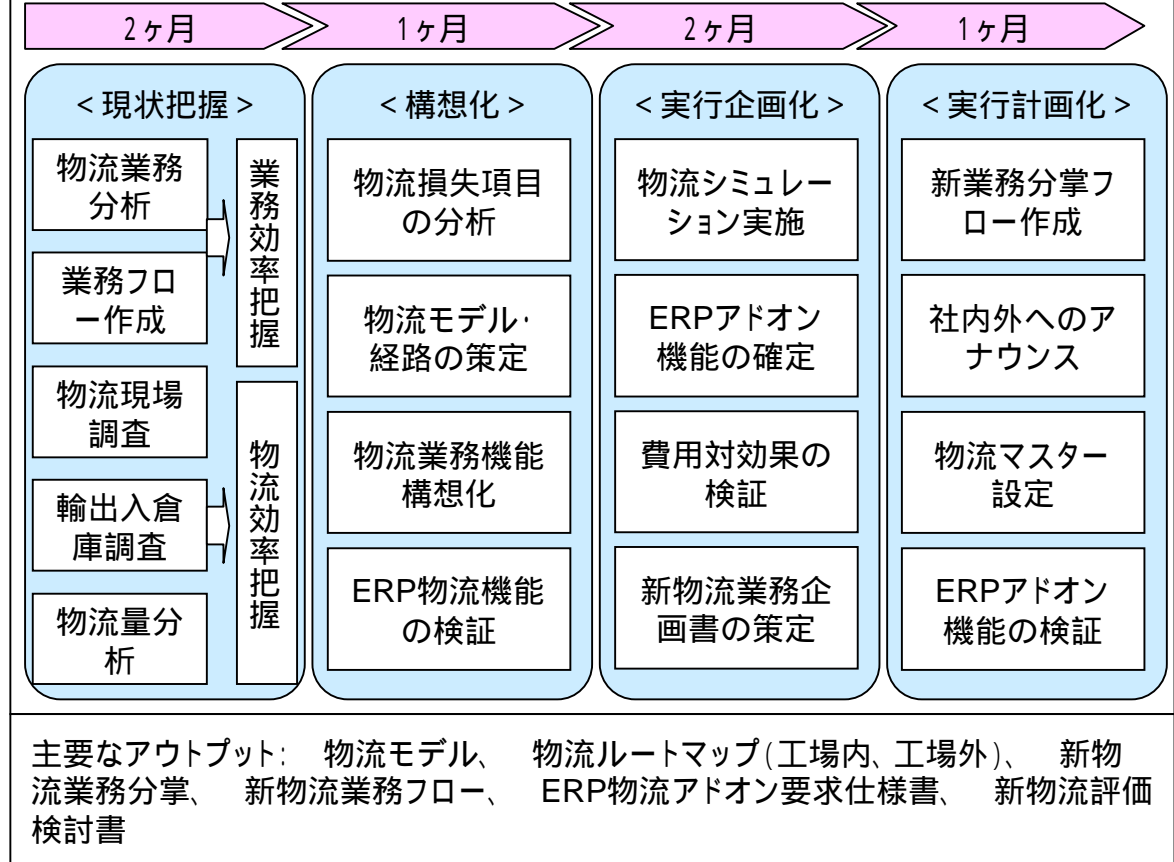 2ヶ月
1ヶ月
2ヶ月
1ヶ月
<現状把握>
物流業務
分析
業務フロ
ー作成
物流現場
調査
輸出入倉
庫調査
物流量分
析
業務効率把握
物流効率把握
<構想化>
物流損失項目
の分析
物流モデル・
経路の策定
物流業務機能
構想化
ERP物流機能
の検証
<実行企画化>
物流シミュレー
ション実施
ERPアドオン
機能の確定
費用対効果の
検証
新物流業務企
画書の策定
<実行計画化>
新業務分掌フ
ロー作成
社内外へのア
ナウンス
物流マスター
設定
ERPアドオン
機能の検証
主要なアウトプット:　物流モデル、　物流ルートマップ(工場内、工場外)、　新物
流業務分掌、　新物流業務フロー、　ERP物流アドオン要求仕様書、　新物流評価
検討書